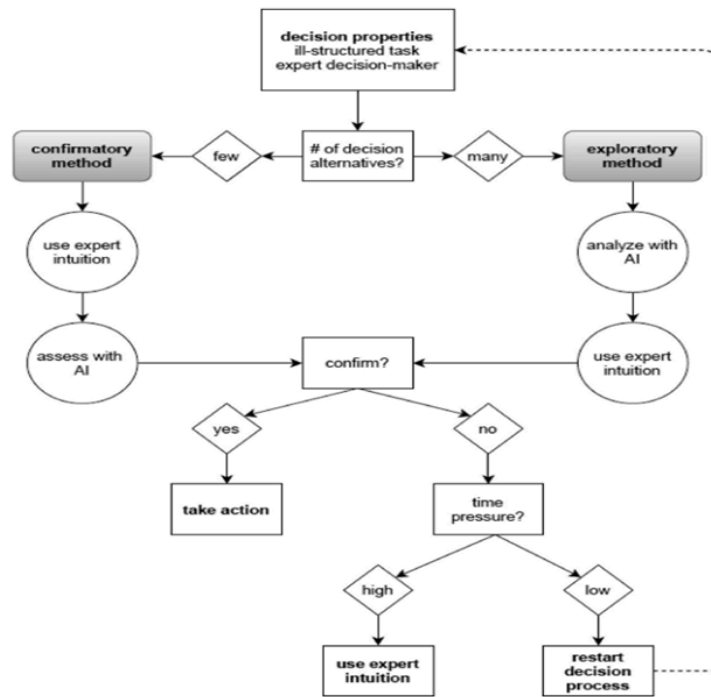 decision properties
ill-structured task
expert decision-maker
confirmatory
method
few
# of decision
alternatives?
many
exploratory
method
use expert
intuition
analyze with
AI
assess with
AI
confirm?
use expert
intuition
yes
no
take action
time
pressure?
high
low
use expert
intuition
restart
decision
process